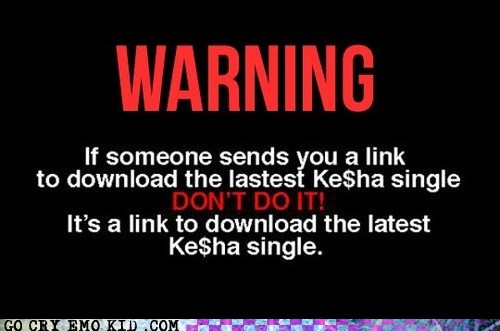 WARNING
If someone sends you a link
to download the lastest Ke$ha single
DON'T DO IT!
It's a link to download the latest
Ke$ha single.
GO CRY EMO KID .COM